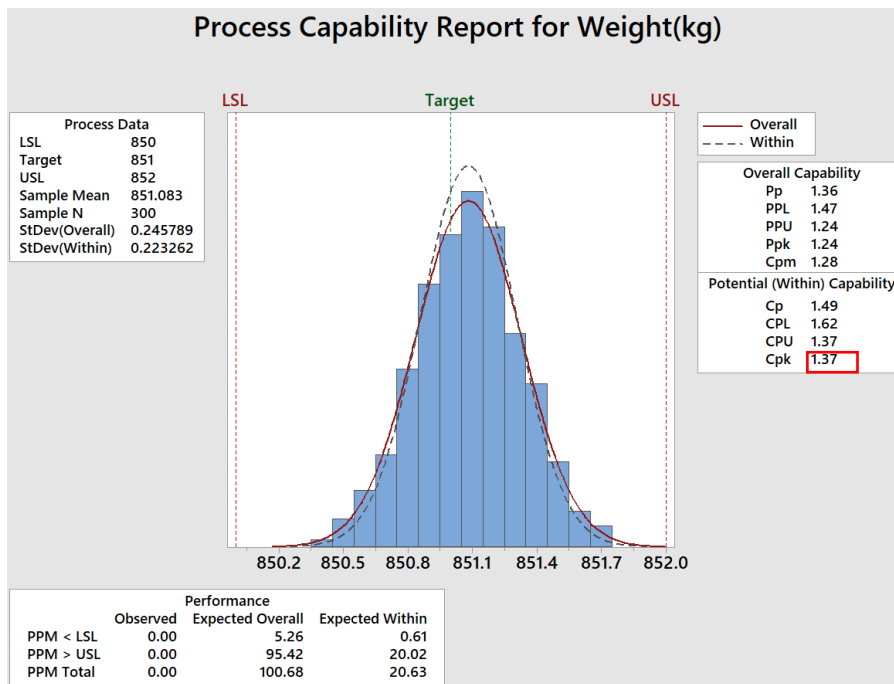 Process Capability Report for Weight(kg)
LSL Target USL
Process Data
LSL 850
Target 851
USL 852
Sample Mean 851.083
Sample N 300
StDev(Overall) 0.245789
StDev(Within) 0.223262
Overall
Within
Overall Capability
Pp 1.36
PPL 1.47
PPU 1.24
Ppk 1.24
Cpm 1.28
Potential (Within) Capability
Cp 1.49
CPL 1.62
CPU 1.37
Cpk 1.37
850.2 850.5 850.8 851.1 851.4 851.7 852.0
Performance
Observed Expected Overall Expected Within
PPM < LSL 0.00 5.26 0.61
PPM > USL 0.00 95.42 20.02
PPM Total 0.00 100.68 20.63